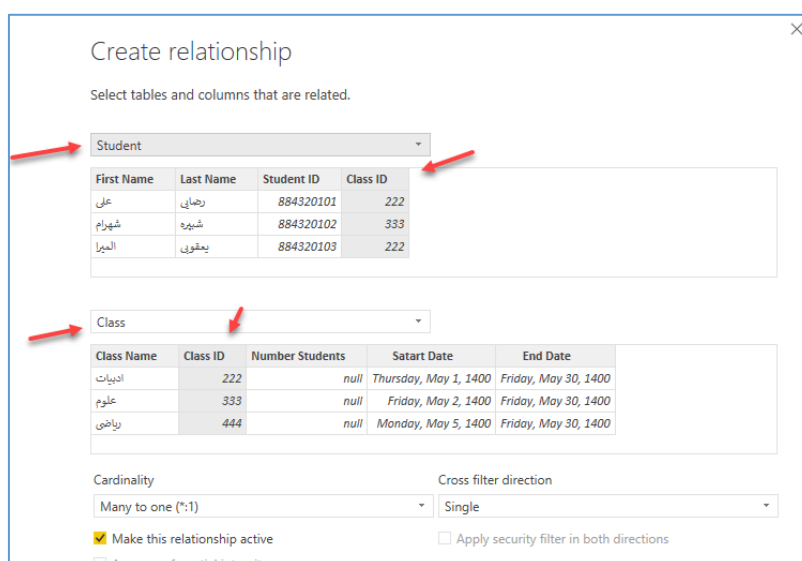 Create relationship
Select tables and columns that are related.
Student
First Name Last Name Student ID Class ID
علی رضایی 884320101 222
شهرام شبیره 884320102 333
المیرا یعقوبی 884320103 222
Class
Class Name Class ID Number Students Satart Date End Date
ادبیات 222 null Thursday, May 1, 1400 Friday, May 30, 1400
علوم 333 null Friday, May 2, 1400 Friday, May 30, 1400
ریاضی 444 null Monday, May 5, 1400 Friday, May 30, 1400
Cardinality Cross filter direction
Many to one (*:1) Single
Make this relationship active Apply security filter in both directions